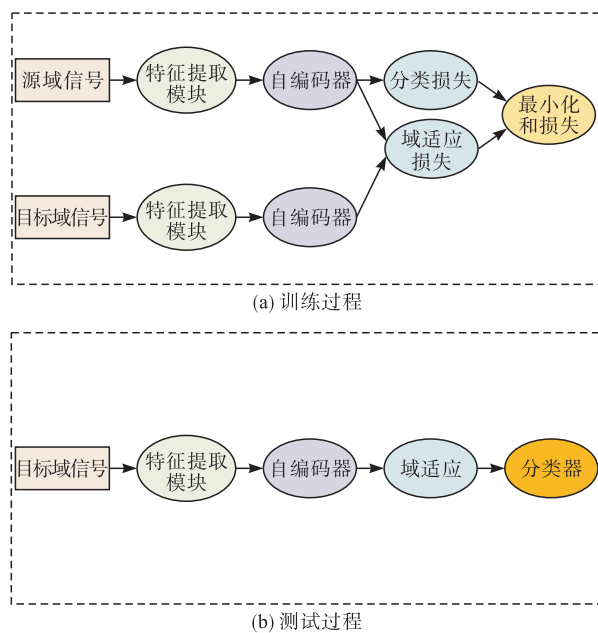 源域信号
特征提取
模块
自编码器
分类损失
最小化
和损失
域适应
损失
目标域信号
特征提取
模块
自编码器
(a) 训练过程
目标域信号
特征提取
模块
自编码器
域适应
分类器
(b) 测试过程